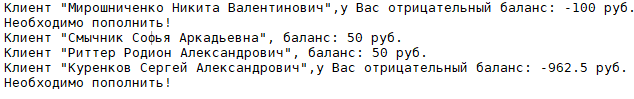 Клиент "Мирошниченко Никита Валентинович",у Вас отрицательный баланс: -100 руб.
Необходимо пополнить!
Клиент "Смычник Софья Аркадьевна", баланс: 50 руб.
Клиент "Риттер Родион Александрович", баланс: 50 руб.
Клиент "Куренков Сергей Александрович",у Вас отрицательный баланс: -962.5 руб.
Необходимо пополнить!